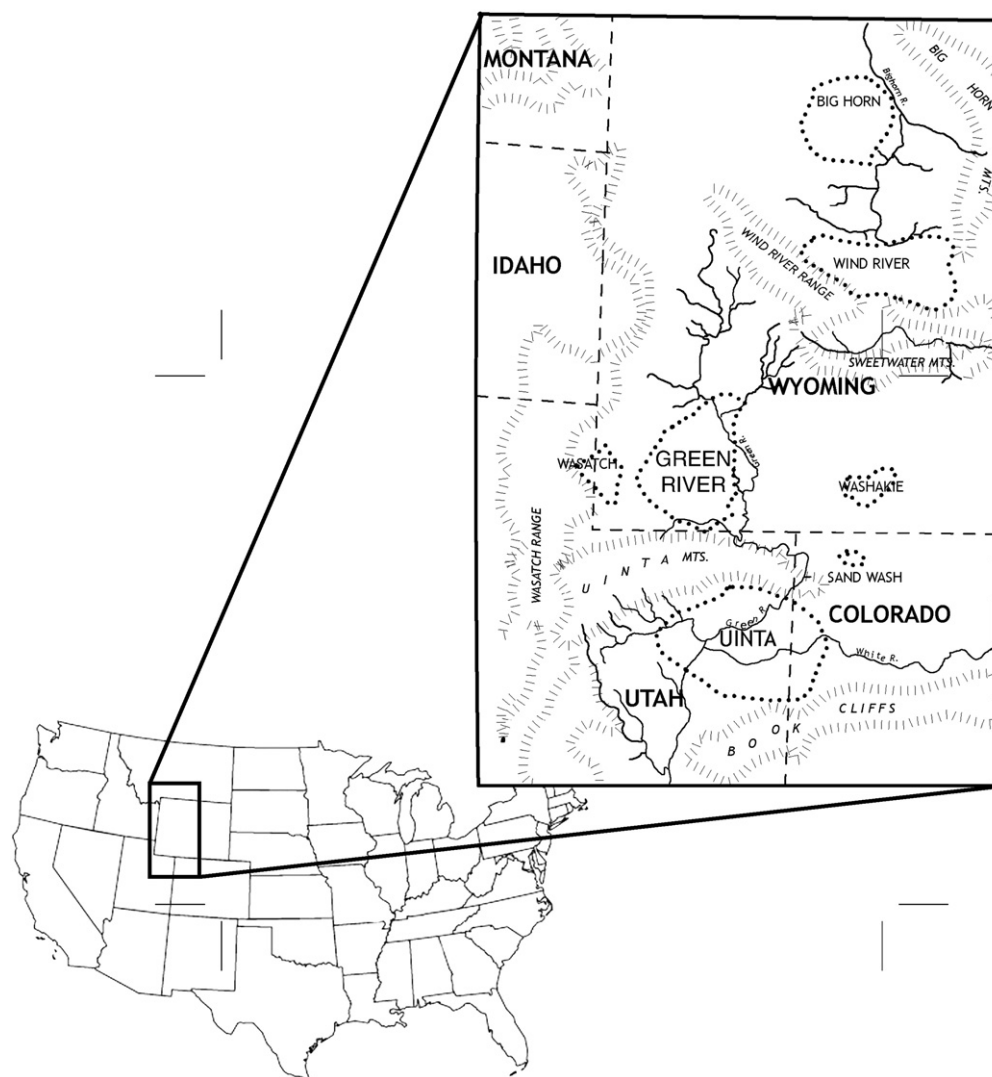 MONTANA
BIG HORN MTS.
Bighorn R.
BIG HORN
IDAHO
WIND RIVER RANGE
WIND RIVER
SWEETWATER MTS.
WYOMING
WASATCH
GREEN
RIVER
Green R.
WASHAKIE
WASATCH RANGE
UINTA MTS.
SAND WASH
COLORADO
Green R.
UINTA
White R.
UTAH
BOOK CLIFFS